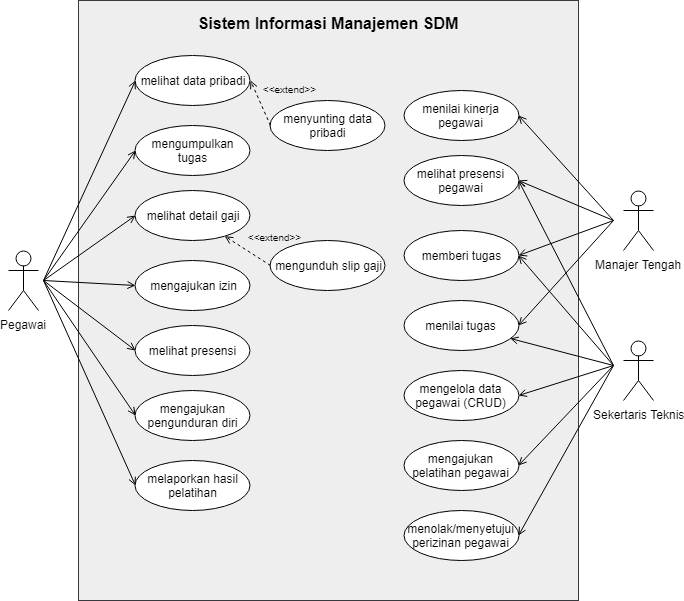 Sistem Informasi Manajemen SDM
melihat data pribadi
<<extend>>
menyunting data
pribadi
mengumpulkan
tugas
melihat detail gaji
<<extend>>
mengunduh slip gaji
mengajukan izin
melihat presensi
mengajukan
pengunduran diri
melaporkan hasil
pelatihan
Pegawai
menilai kinerja
pegawai
melihat presensi
pegawai
memberi tugas
menilai tugas
mengelola data
pegawai (CRUD)
mengajukan
pelatihan pegawai
menolak/menyetujui
perizinan pegawai
Manajer Tengah
Sekertaris Teknis